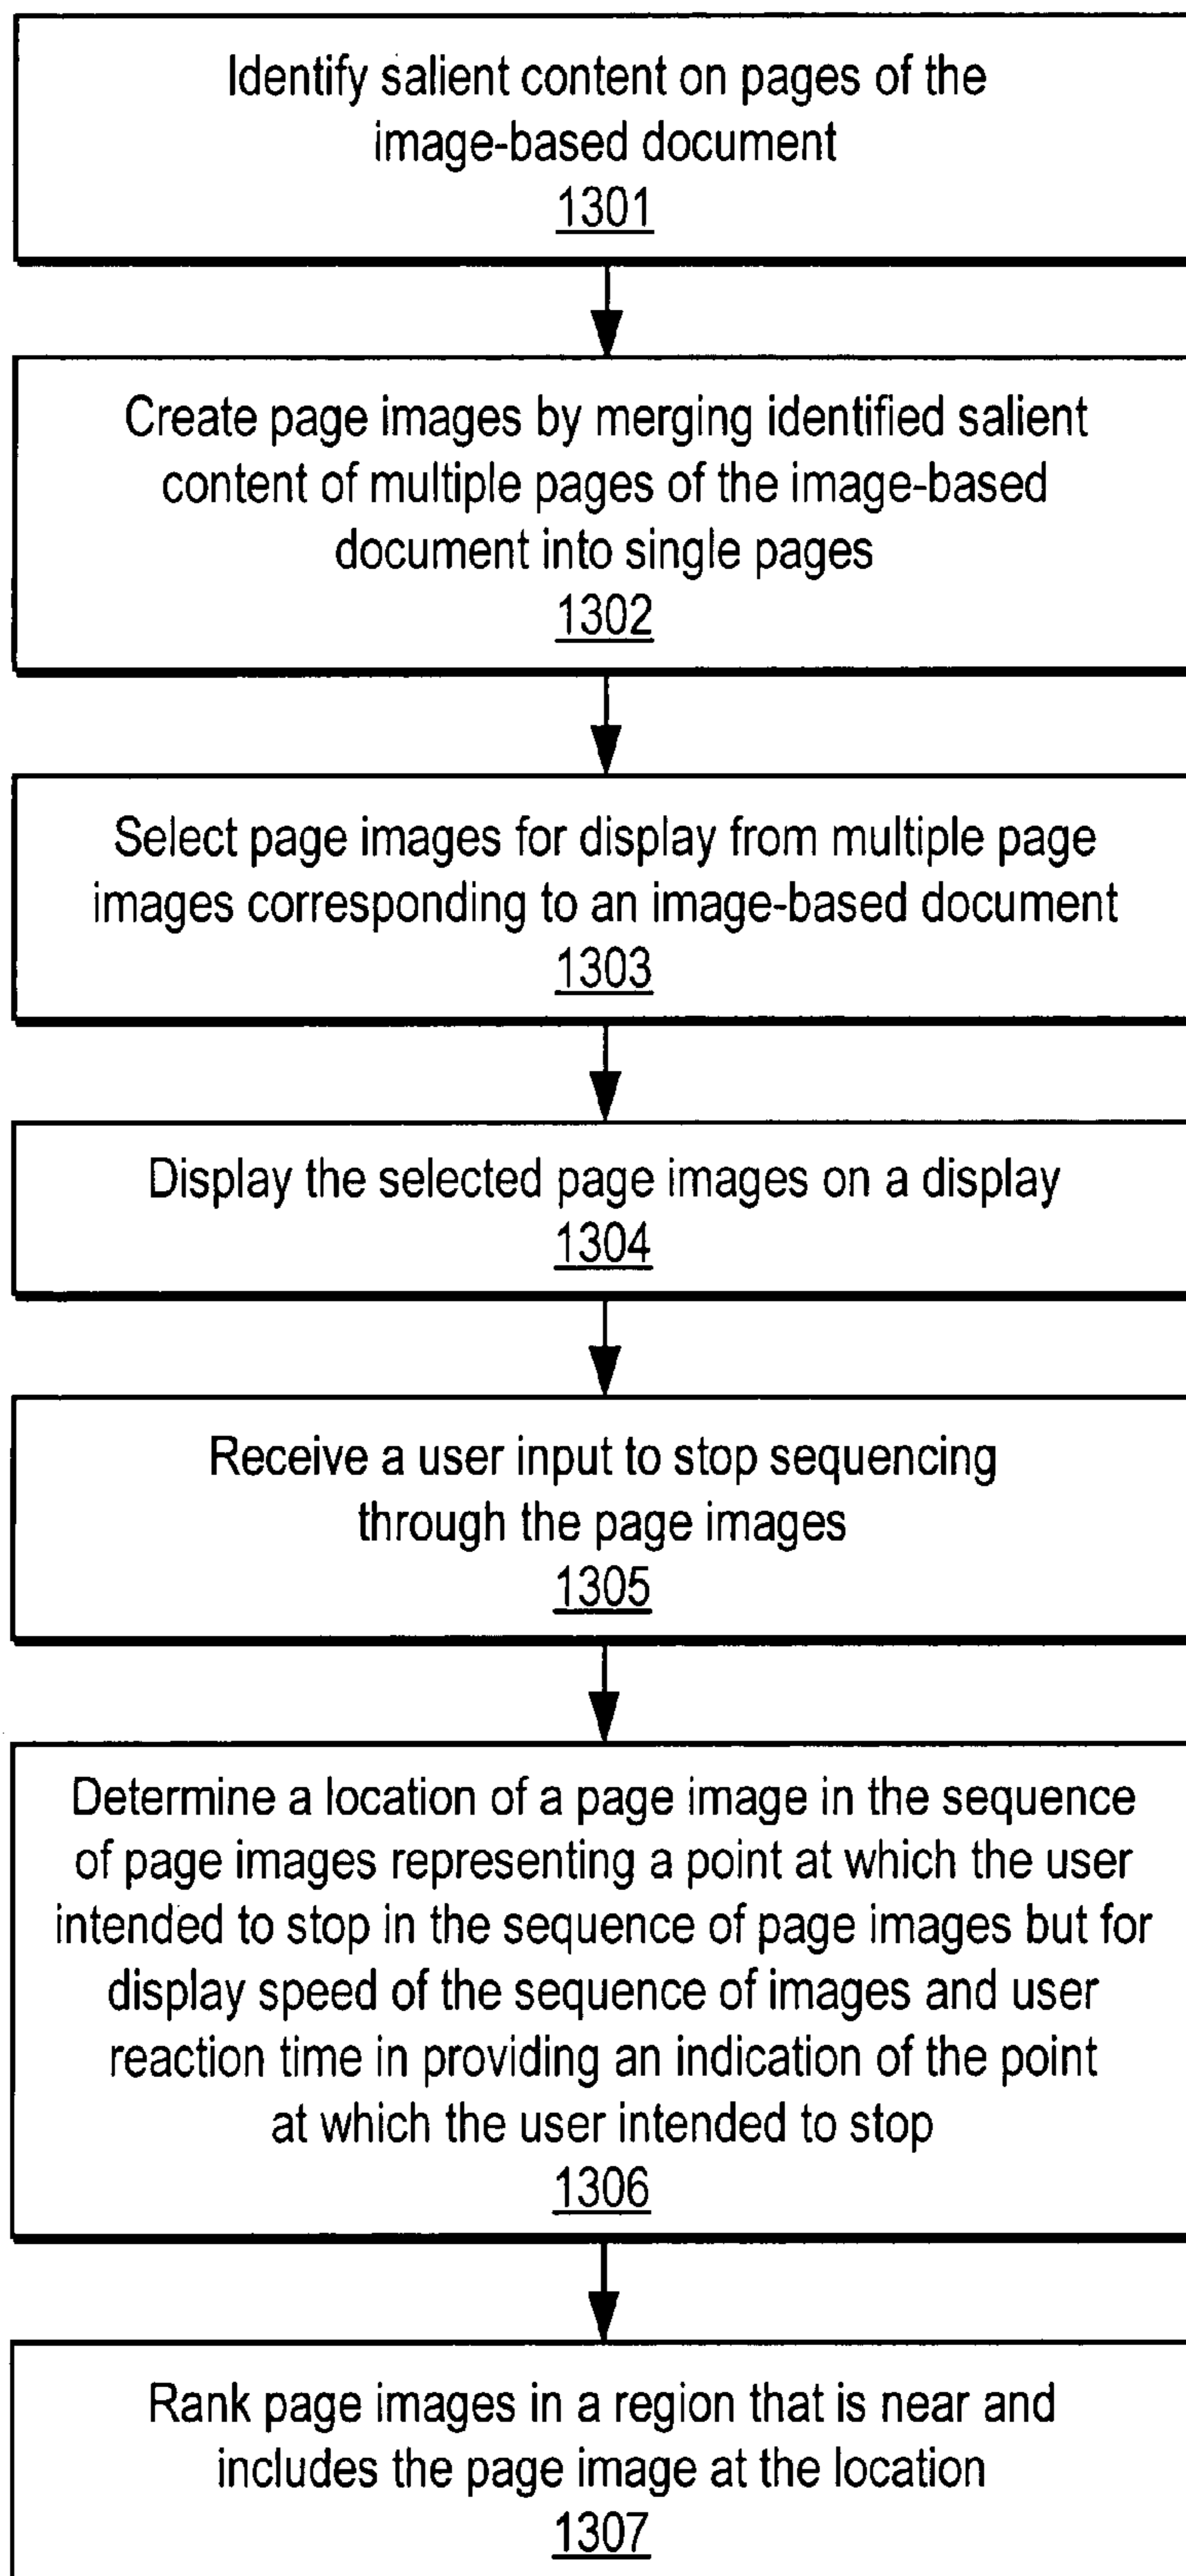 Identify salient content on pages of the
image-based document
1301
Create page images by merging identified salient
content of multiple pages of the image-based
document into single pages
1302
Select page images for display from multiple page
images corresponding to an image-based document
1303
Display the selected page images on a display
1304
Receive a user input to stop sequencing
through the page images
1305
Determine a location of a page image in the sequence
of page images representing a point at which the user
intended to stop in the sequence of page images but for
display speed of the sequence of images and user
reaction time in providing an indication of the point
at which the user intended to stop
1306
Rank page images in a region that is near and
includes the page image at the location
1307